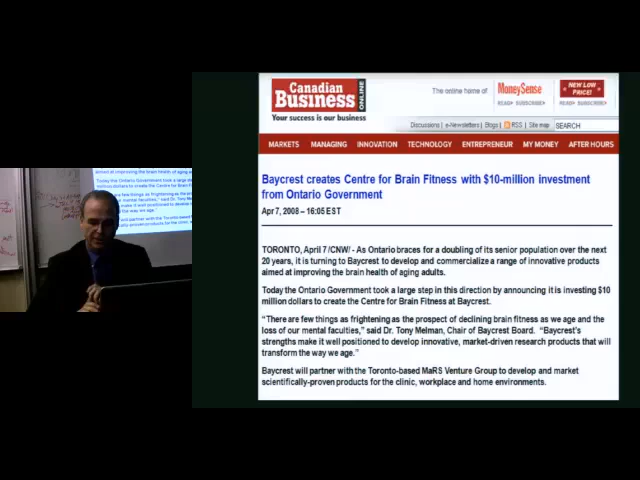 Canadian
Business
ONLINE
Your success is our business
The online home of
MoneySense
READ SUBSCRIBE
NEW LOW
PRICE!
READ SUBSCRIBE
Discussions | e-Newsletters | Blogs | RSS | Site map SEARCH
MARKETS MANAGING INNOVATION TECHNOLOGY ENTREPRENEUR MY MONEY AFTER HOURS
Baycrest creates Centre for Brain Fitness with $10-million investment
from Ontario Government
Apr 7, 2008 – 16:05 EST
TORONTO, April 7 /CNW/ - As Ontario braces for a doubling of its senior population over the next
20 years, it is turning to Baycrest to develop and commercialize a range of innovative products
aimed at improving the brain health of aging adults.
Today the Ontario Government took a large step in this direction by announcing it is investing $10
million dollars to create the Centre for Brain Fitness at Baycrest.
“There are few things as frightening as the prospect of declining brain fitness as we age and the
loss of our mental faculties,” said Dr. Tony Melman, Chair of Baycrest Board. “Baycrest's
strengths make it well positioned to develop innovative, market-driven research products that will
transform the way we age.”
Baycrest will partner with the Toronto-based MaRS Venture Group to develop and market
scientifically-proven products for the clinic, workplace and home environments.